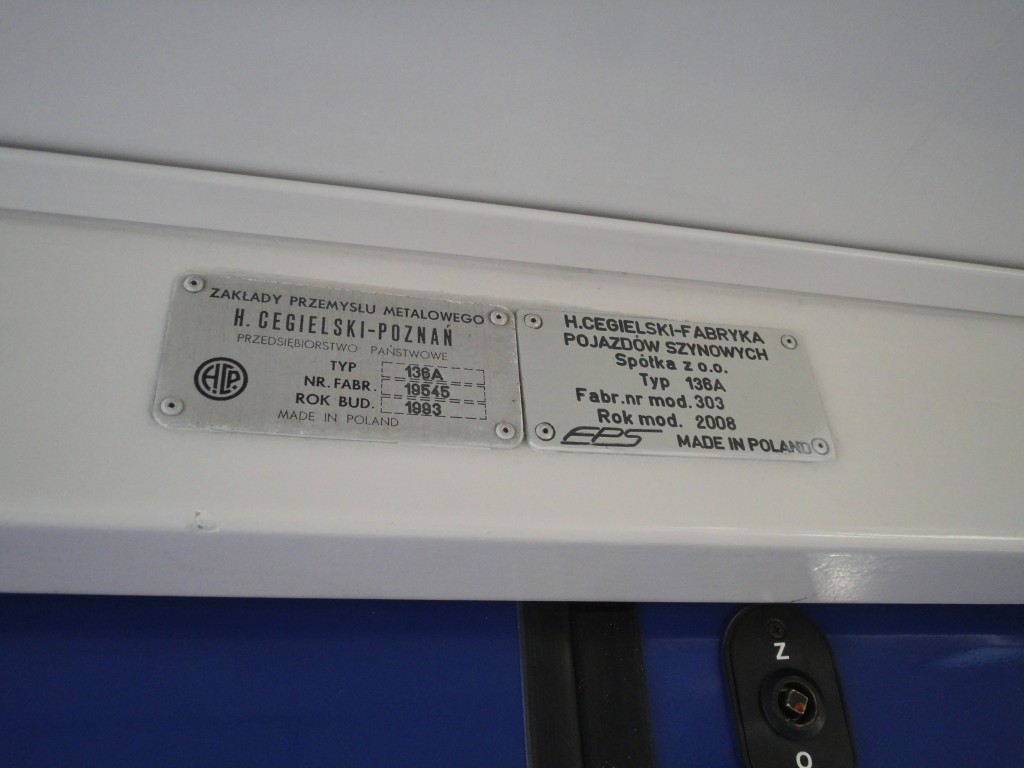 ZAKŁADY PRZEMYSŁU METALOWEGO
H. CEGIELSKI-POZNAŃ
PRZEDSIĘBIORSTWO PAŃSTWOWE
HCP
TYP 136A
NR. FABR. 19545
ROK BUD. 1993
MADE IN POLAND
H.CEGIELSKI-FABRYKA
POJAZDÓW SZYNOWYCH
Spółka z o.o.
Typ 136A
Fabr.nr mod. 303
Rok mod. 2008
FPS MADE IN POLAND
Z
O